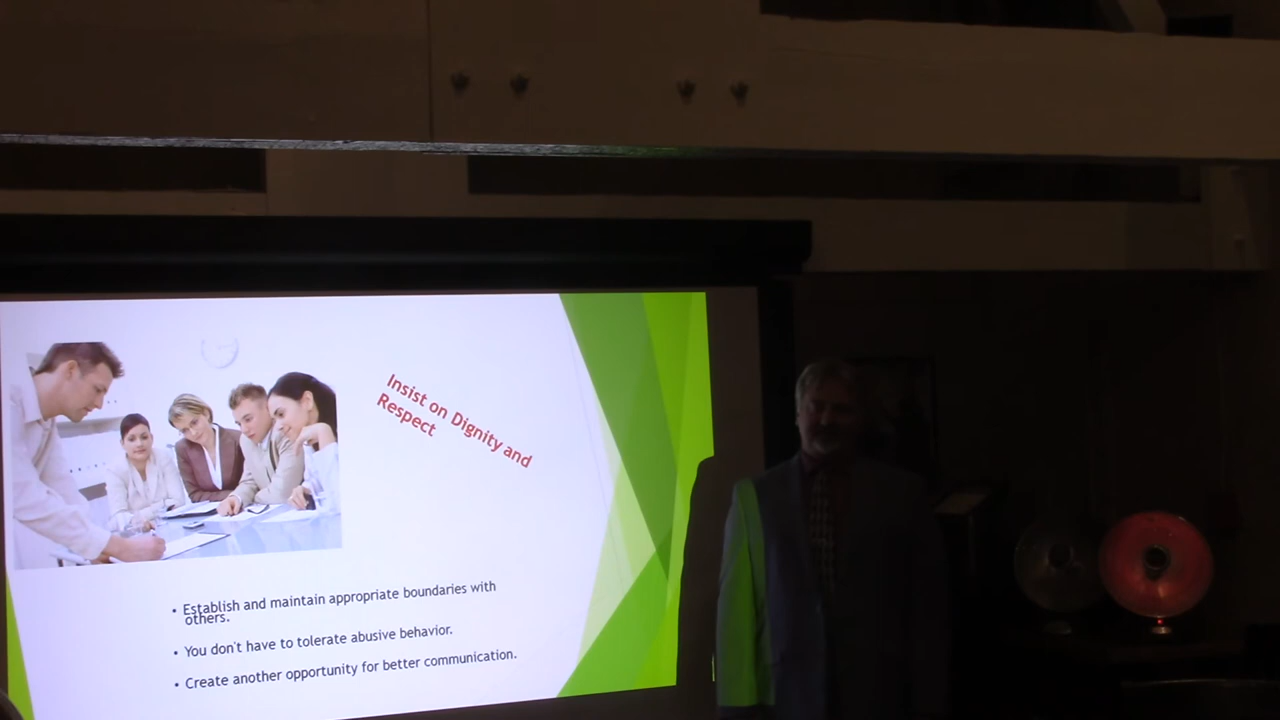 Insist on Dignity and
Respect
• Establish and maintain appropriate boundaries with
others.
• You don't have to tolerate abusive behavior.
• Create another opportunity for better communication.